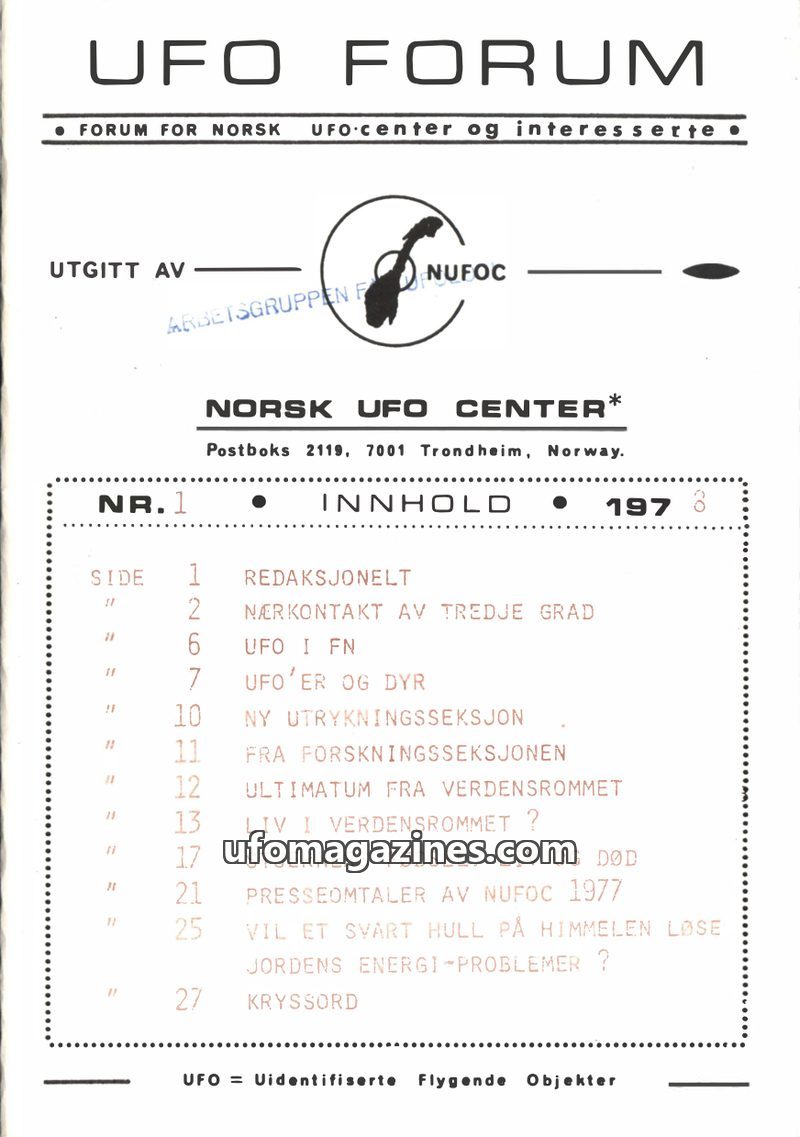 UFO FORUM
• FORUM FOR NORSK UFO·center og interesserte •
UTGITT AV
NUFOC
ARBETSGRUPPEN
NORSK UFO CENTER*
Postboks 2119, 7001 Trondheim, Norway.
NR. 1 • INNHOLD • 1978
SIDE 1 REDAKSJONELT
" 2 NÆRKONTAKT AV TREDJE GRAD
" 6 UFO I FN
" 7 UFO'ER OG DYR
" 10 NY UTRYKNINGSSEKSJON .
" 11 FRA FORSKNINGSSEKSJONEN
" 12 ULTIMATUM FRA VERDENSROMMET
" 13 LIV I VERDENSROMMET ?
ufomagazines.com
" 17 OG DØD
" 21 PRESSEOMTALER AV NUFOC 1977
" 25 VIL ET SVART HULL PÅ HIMMELEN LØSE
JORDENS ENERGI-PROBLEMER ?
" 27 KRYSSORD
UFO = Uidentifiserte Flygende Objekter